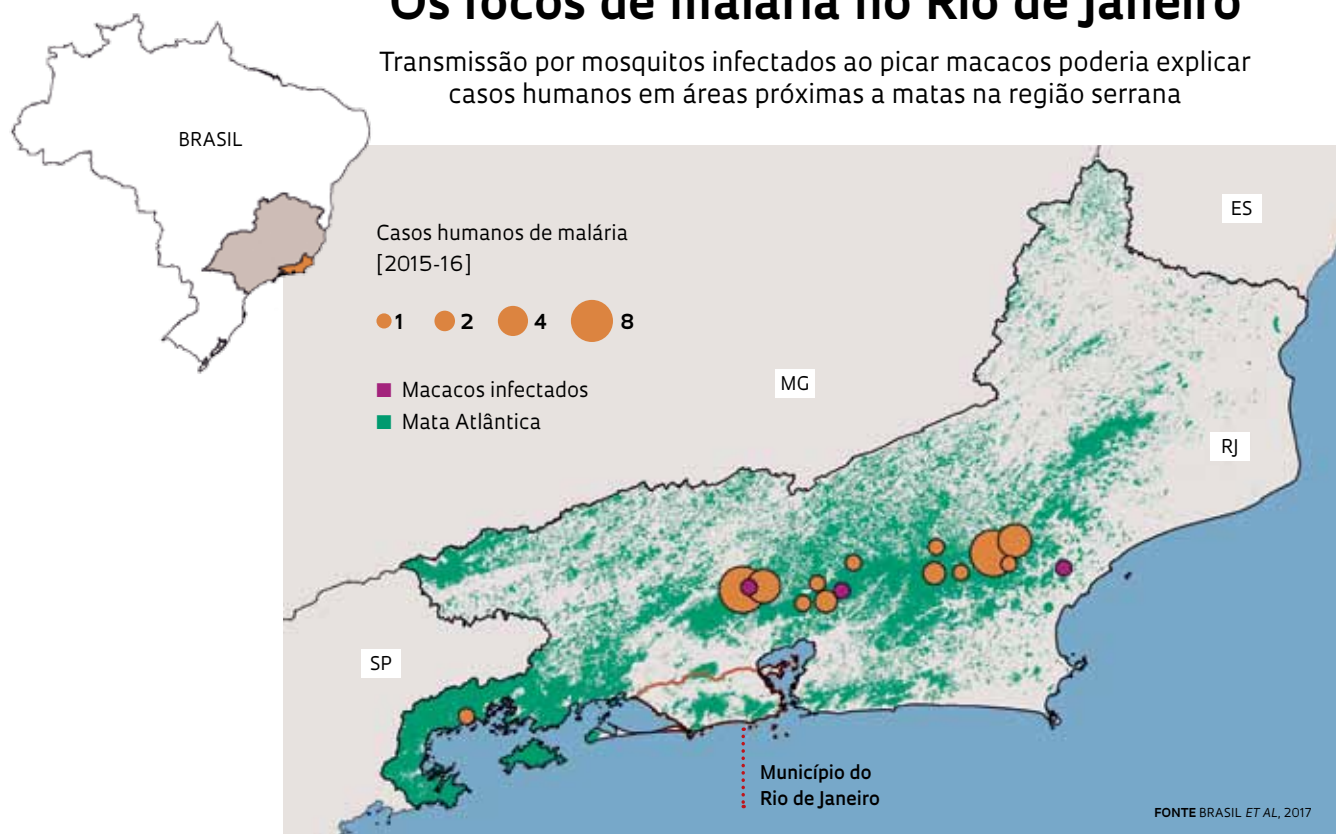 Os focos de malária no Rio de Janeiro
Transmissão por mosquitos infectados ao picar macacos poderia explicar
casos humanos em áreas próximas a matas na região serrana
BRASIL
Casos humanos de malária
[2015-16]
1 2 4 8
Macacos infectados
Mata Atlântica
ES
MG
RJ
SP
Município do
Rio de Janeiro
FONTE BRASIL ET AL, 2017